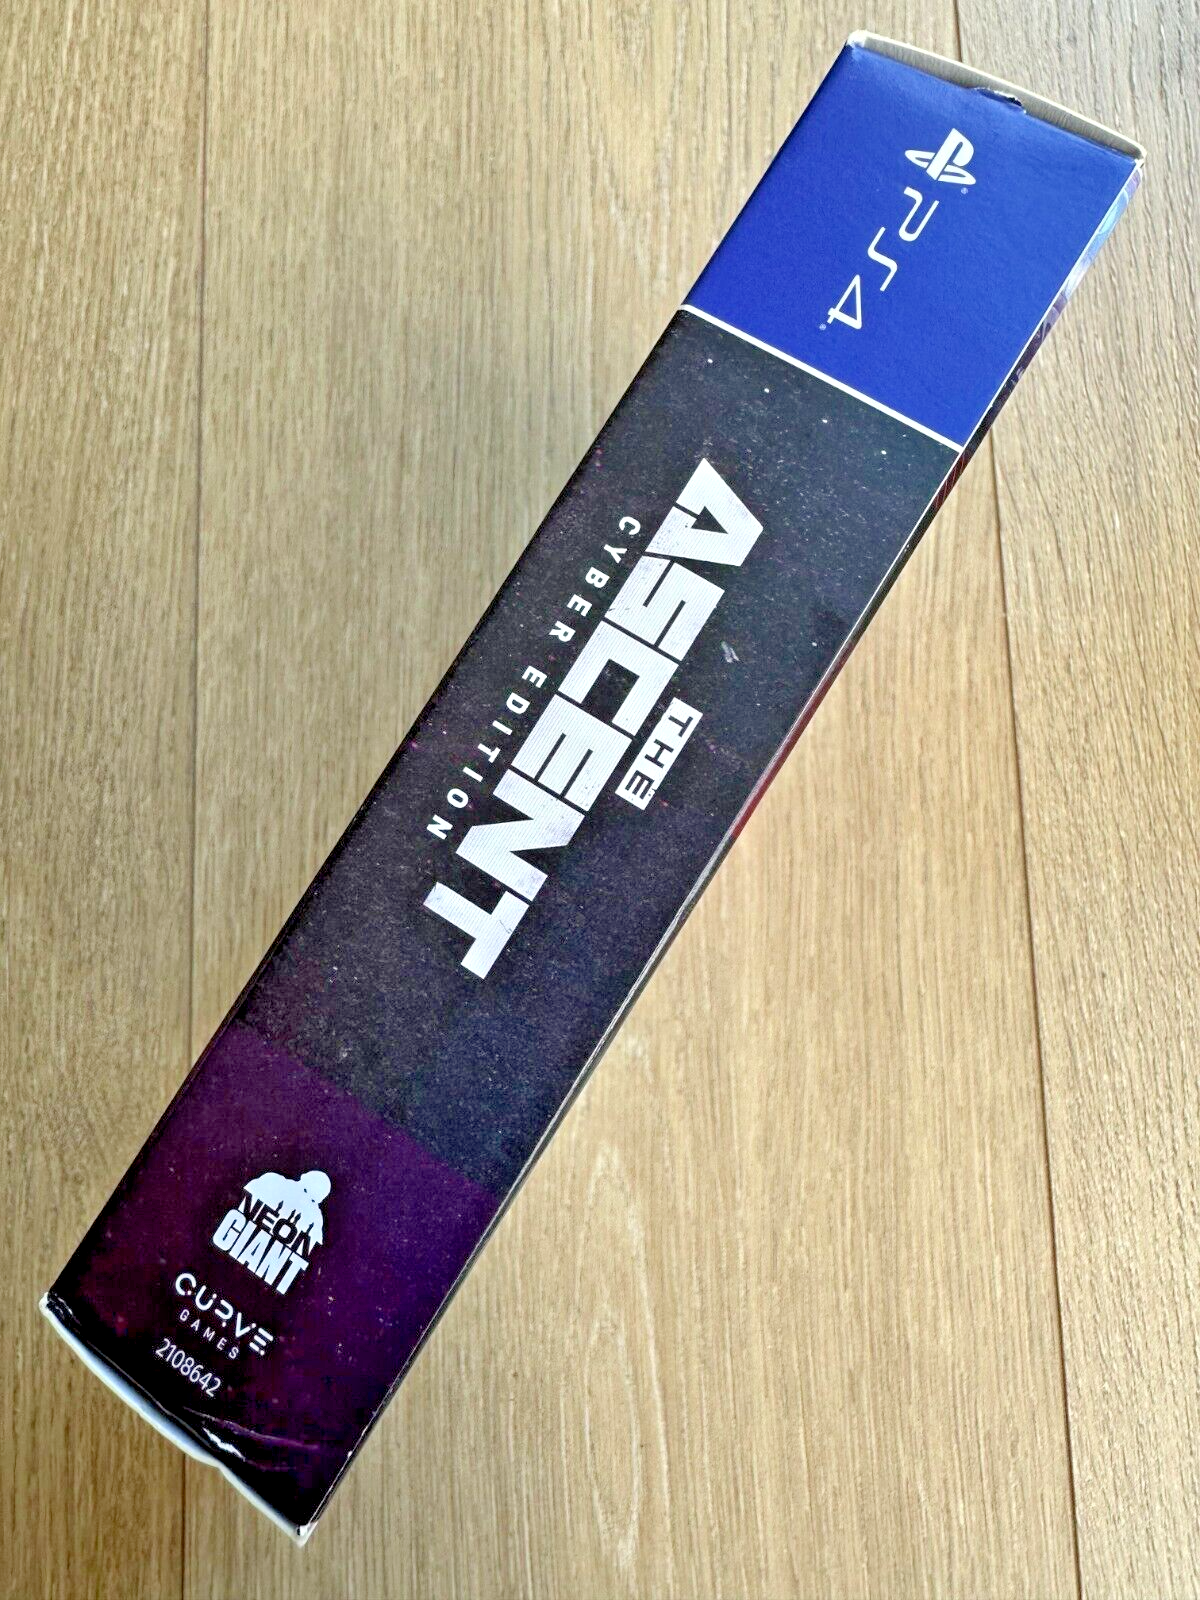 PS4
THE
ASCENT
CYBER EDITION
NEON
GIANT
CURVE
GAMES
2108642